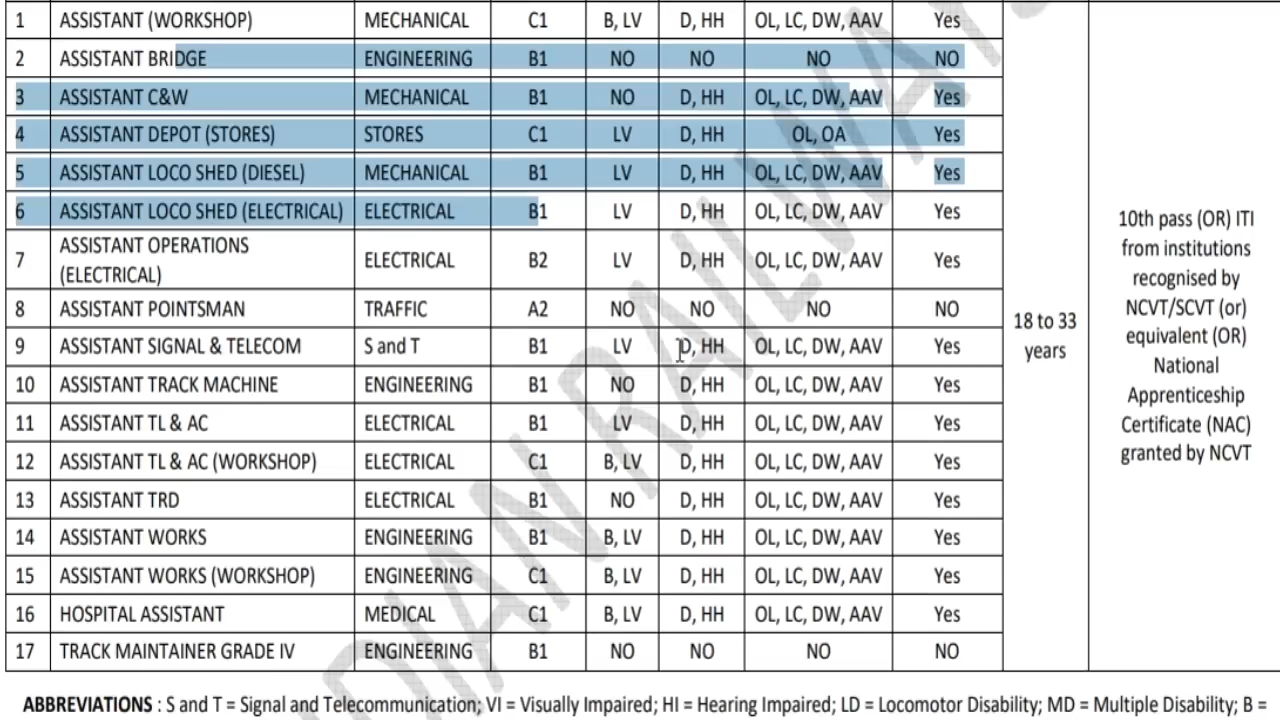 1 ASSISTANT (WORKSHOP) MECHANICAL C1 B, LV D, HH OL, LC, DW, AAV Yes
2 ASSISTANT BRIDGE ENGINEERING B1 NO NO NO NO
3 ASSISTANT C&W MECHANICAL B1 NO D, HH OL, LC, DW, AAV Yes
4 ASSISTANT DEPOT (STORES) STORES C1 LV D, HH OL, OA Yes
5 ASSISTANT LOCO SHED (DIESEL) MECHANICAL B1 LV D, HH OL, LC, DW, AAV Yes
6 ASSISTANT LOCO SHED (ELECTRICAL) ELECTRICAL B1 LV D, HH OL, LC, DW, AAV Yes
7 ASSISTANT OPERATIONS
(ELECTRICAL) ELECTRICAL B2 LV D, HH OL, LC, DW, AAV Yes
8 ASSISTANT POINTSMAN TRAFFIC A2 NO NO NO NO
9 ASSISTANT SIGNAL & TELECOM S and T B1 LV D, HH OL, LC, DW, AAV Yes
10 ASSISTANT TRACK MACHINE ENGINEERING B1 NO D, HH OL, LC, DW, AAV Yes
11 ASSISTANT TL & AC ELECTRICAL B1 LV D, HH OL, LC, DW, AAV Yes
12 ASSISTANT TL & AC (WORKSHOP) ELECTRICAL C1 B, LV D, HH OL, LC, DW, AAV Yes
13 ASSISTANT TRD ELECTRICAL B1 NO D, HH OL, LC, DW, AAV Yes
14 ASSISTANT WORKS ENGINEERING B1 B, LV D, HH OL, LC, DW, AAV Yes
15 ASSISTANT WORKS (WORKSHOP) ENGINEERING C1 B, LV D, HH OL, LC, DW, AAV Yes
16 HOSPITAL ASSISTANT MEDICAL C1 B, LV D, HH OL, LC, DW, AAV Yes
17 TRACK MAINTAINER GRADE IV ENGINEERING B1 NO NO NO NO
18 to 33
years
10th pass (OR) ITI
from institutions
recognised by
NCVT/SCVT (or)
equivalent (OR)
National
Apprenticeship
Certificate (NAC)
granted by NCVT
DIAN RAILWAYS
ABBREVIATIONS : S and T = Signal and Telecommunication; VI = Visually Impaired; HI = Hearing Impaired; LD = Locomotor Disability; MD = Multiple Disability; B =